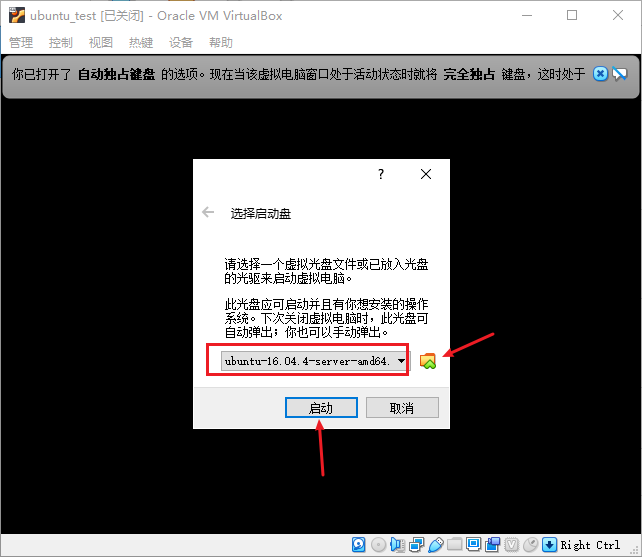 ubuntu_test [已关闭] - Oracle VM VirtualBox
管理 控制 视图 热键 设备 帮助
你已打开了 自动独占键盘 的选项。现在当该虚拟电脑窗口处于活动状态时就将 完全独占 键盘，这时处于
?
选择启动盘
请选择一个虚拟光盘文件或已放入光盘
的光驱来启动虚拟电脑。
此光盘应可启动并且有你想安装的操作
系统。下次关闭虚拟电脑时，此光盘可
自动弹出；你也可以手动弹出。
ubuntu-16.04.4-server-amd64.
启动 取消
Right Ctrl